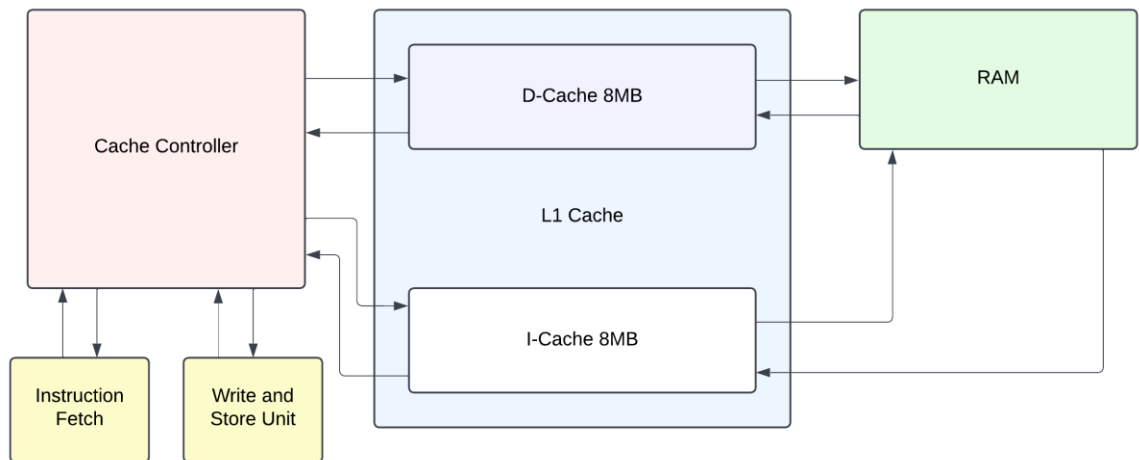 Cache Controller
D-Cache 8MB
RAM
L1 Cache
I-Cache 8MB
Instruction
Fetch
Write and
Store Unit